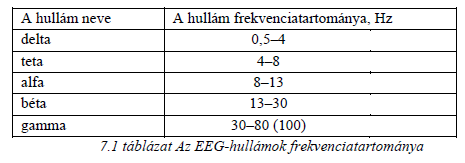 A hullám neve A hullám frekvenciatartománya, Hz
delta 0,5–4
teta 4–8
alfa 8–13
béta 13–30
gamma 30–80 (100)
7.1 táblázat Az EEG-hullámok frekvenciatartománya